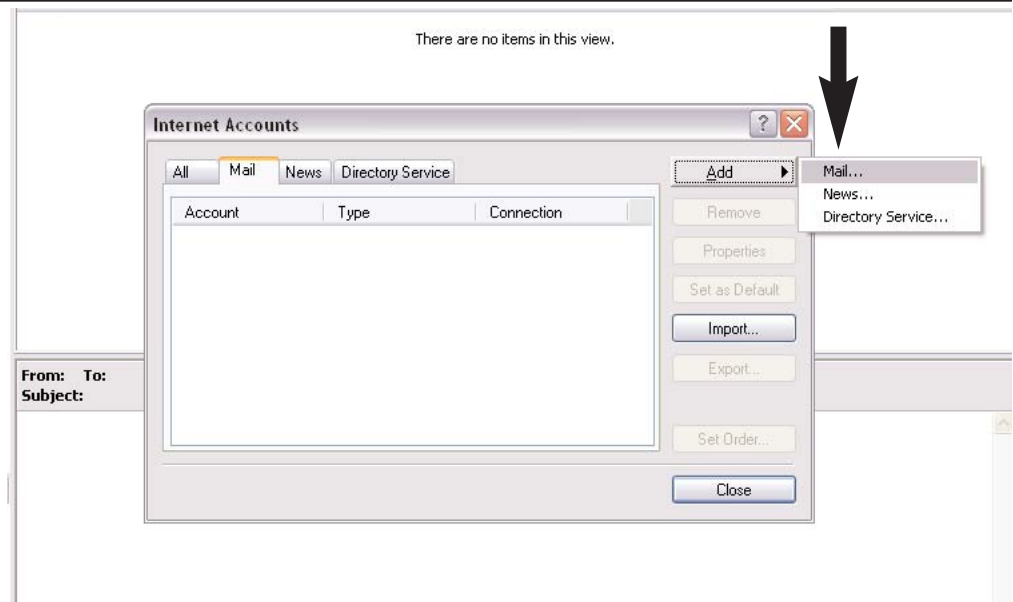 There are no items in this view.
Internet Accounts
All Mail News Directory Service
Account Type Connection
Add
Mail...
News...
Directory Service...
Remove
Properties
Set as Default
Import...
Export...
Set Order...
Close
From: To:
Subject: